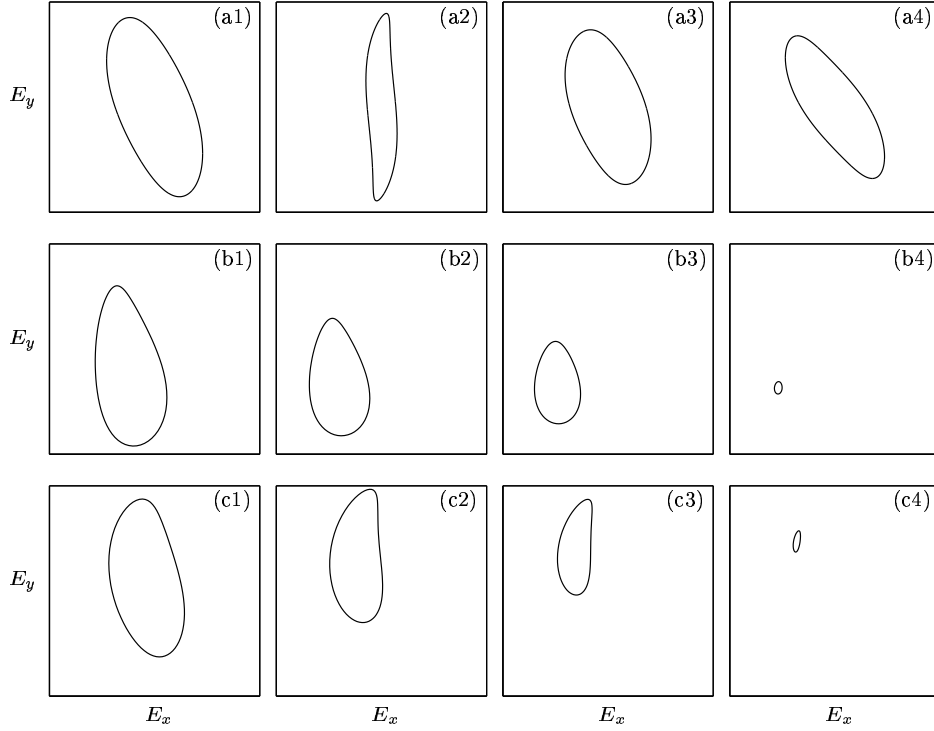 (a1) (a2) (a3) (a4)
E_y
(b1) (b2) (b3) (b4)
E_y
(c1) (c2) (c3) (c4)
E_y
E_x E_x E_x E_x